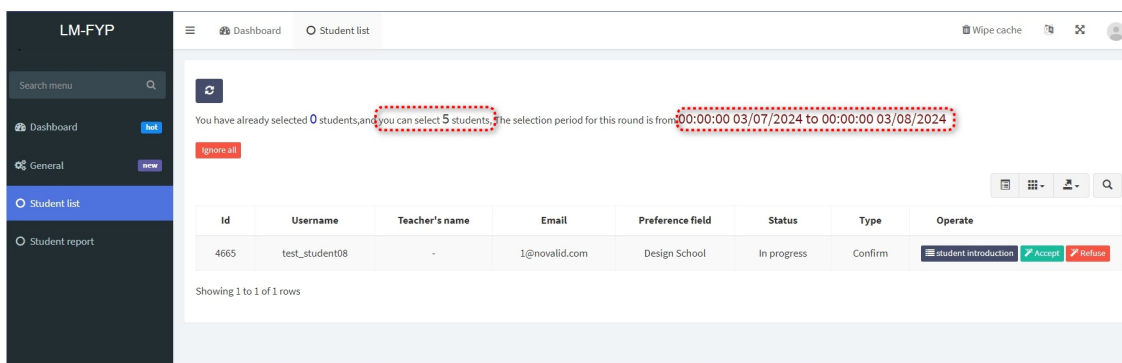 LM-FYP
Dashboard
Student list
Wipe cache
Search menu
Dashboard hot
General new
Student list
Student report
You have already selected 0 students,and you can select 5 students, The selection period for this round is from 00:00:00 03/07/2024 to 00:00:00 03/08/2024
Ignore all
Id Username Teacher's name Email Preference field Status Type Operate
4665 test_student08 - 1@novalid.com Design School In progress Confirm student introduction Accept Refuse
Showing 1 to 1 of 1 rows